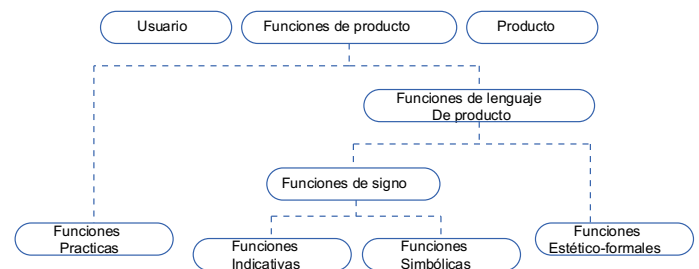 Usuario
Funciones de producto
Producto
Funciones de lenguaje
De producto
Funciones de signo
Funciones
Practicas
Funciones
Indicativas
Funciones
Simbólicas
Funciones
Estético-formales